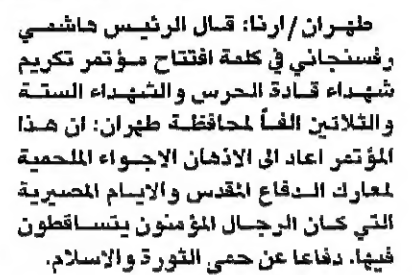 طهران/ارنا: قال الرئيس هاشمي
رفسنجاني في كلمة افتتاح مؤتمر تكريم
شهداء قادة الحرس والشهداء الستة
والثلاثين الفاً لمحافظة طهران: ان هذا
المؤتمر اعاد الى الاذهان الاجواء الملحمية
لمعارك الدفاع المقدس والايام المصيرية
التي كان الرجال المؤمنون يتساقطون
فيها. دفاعا عن حمى الثورة والاسلام.